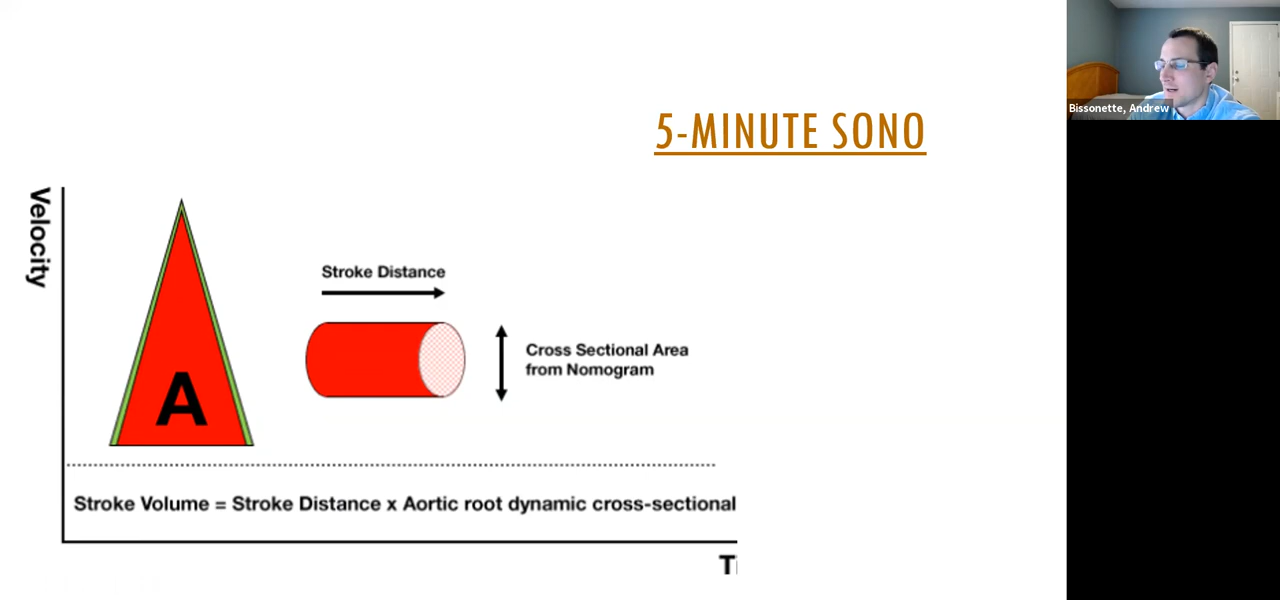 Bissonette, Andrew
5-MINUTE SONO
Velocity
Stroke Distance
A
Cross Sectional Area
from Nomogram
Stroke Volume = Stroke Distance x Aortic root dynamic cross-sectional